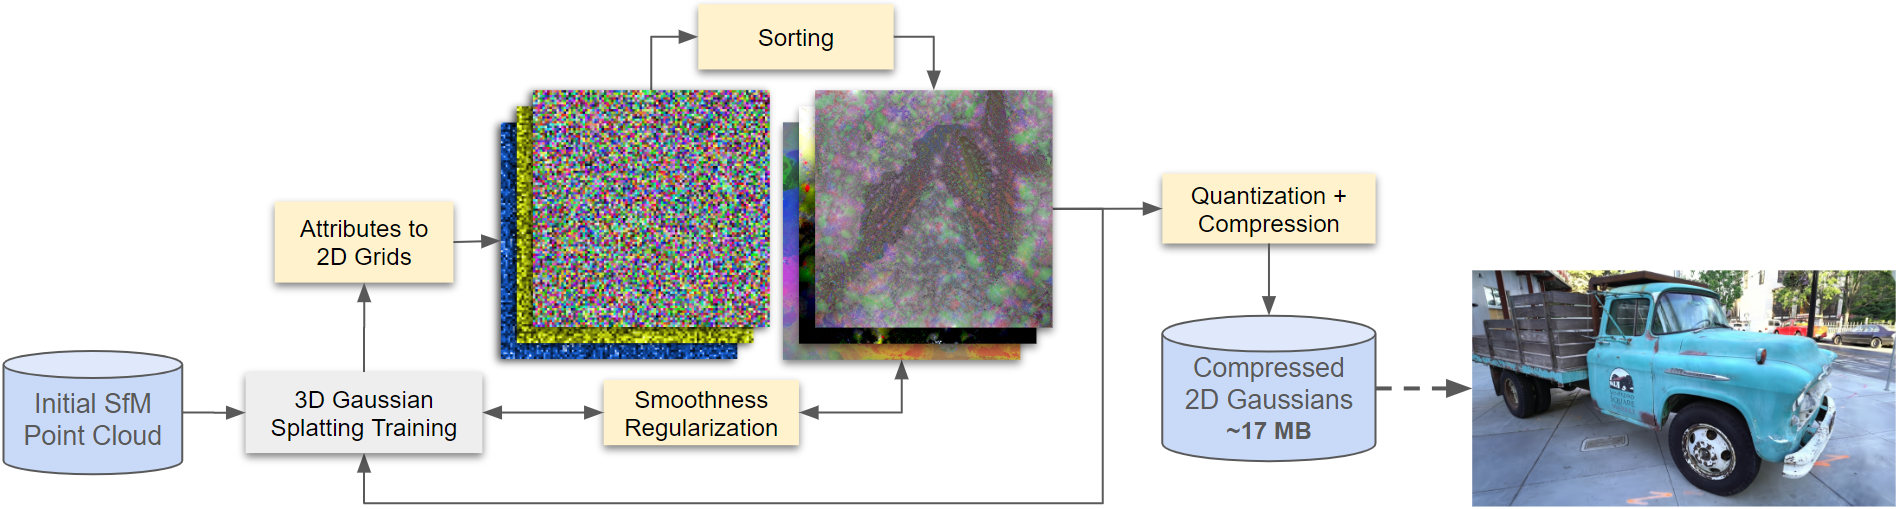 Sorting
Attributes to
2D Grids
Quantization +
Compression
Initial SfM
Point Cloud
3D Gaussian
Splatting Training
Smoothness
Regularization
Compressed
2D Gaussians
~17 MB